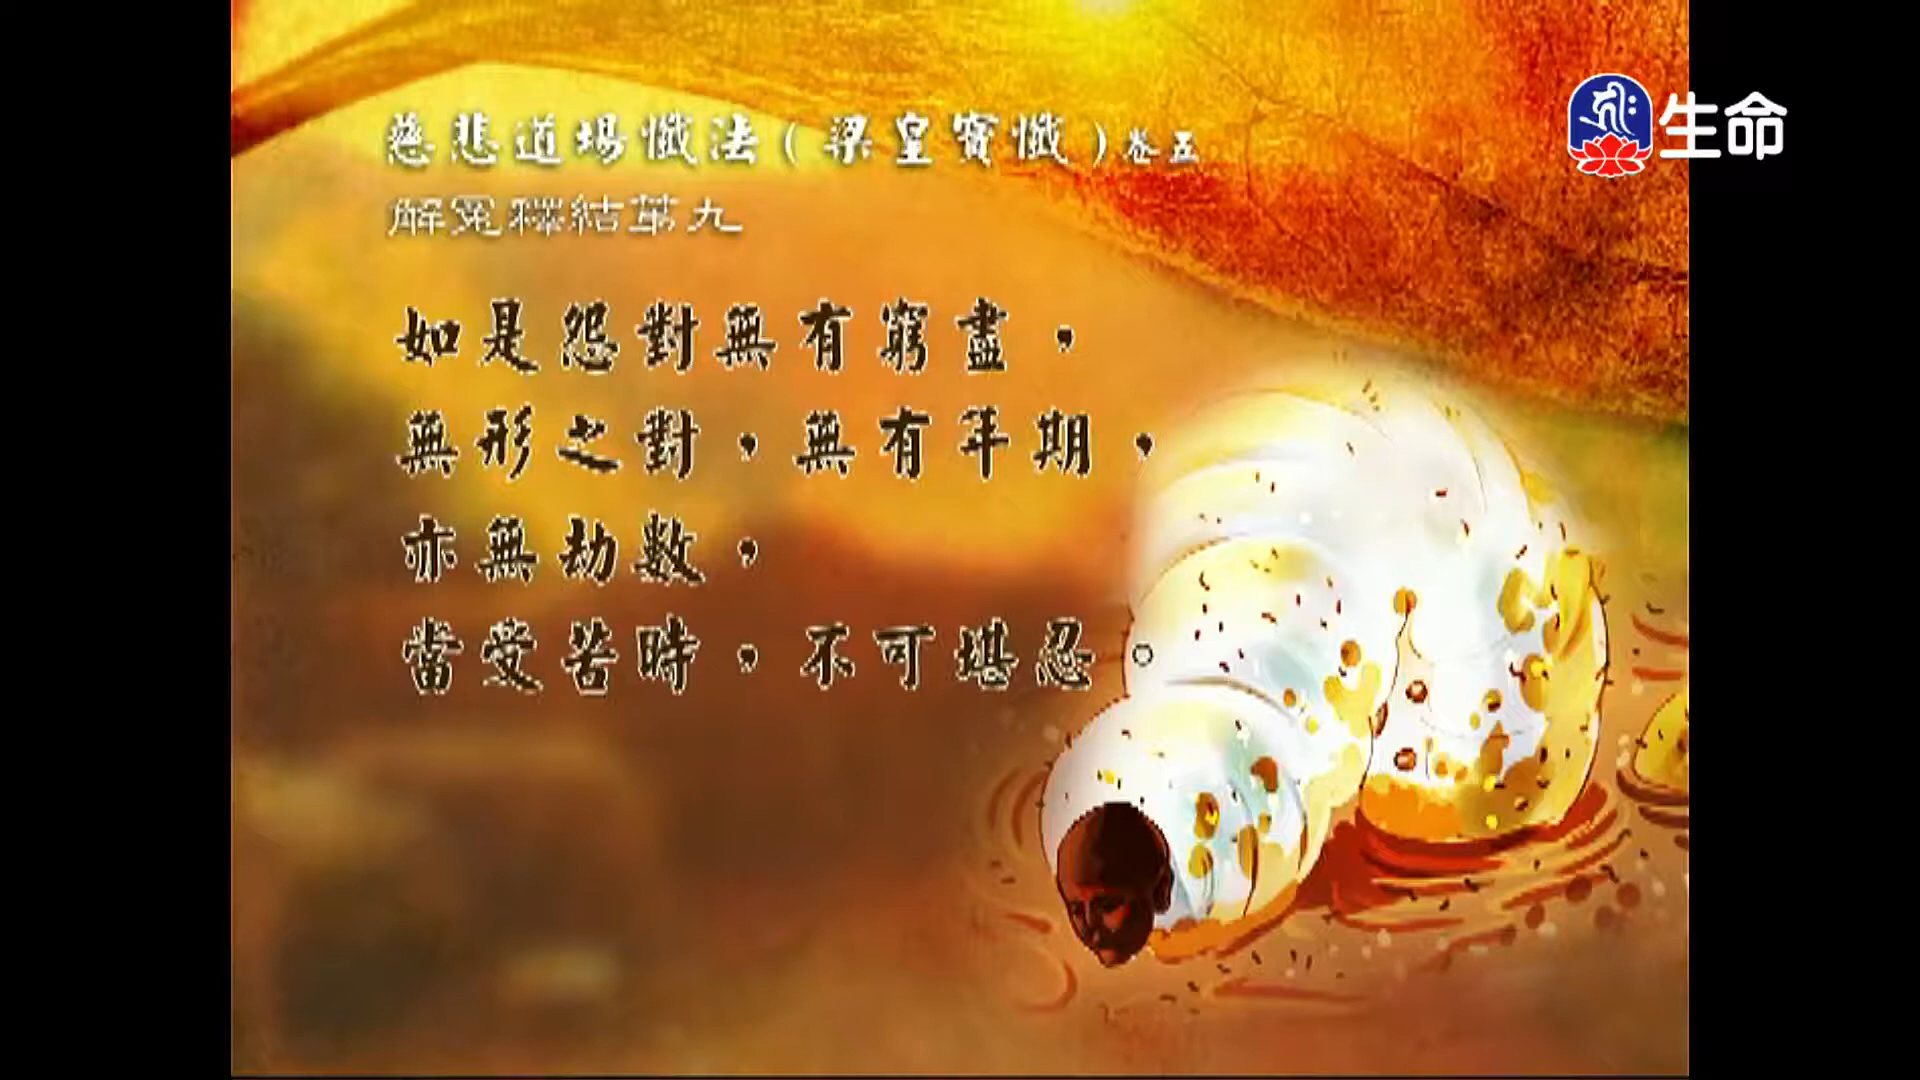 慈悲道場懺法(梁皇寶懺)卷五
生命
解冤釋結第九
如是怨對無有窮盡，
無形之對，無有年期，
亦無劫數，
當受苦時，不可堪忍。